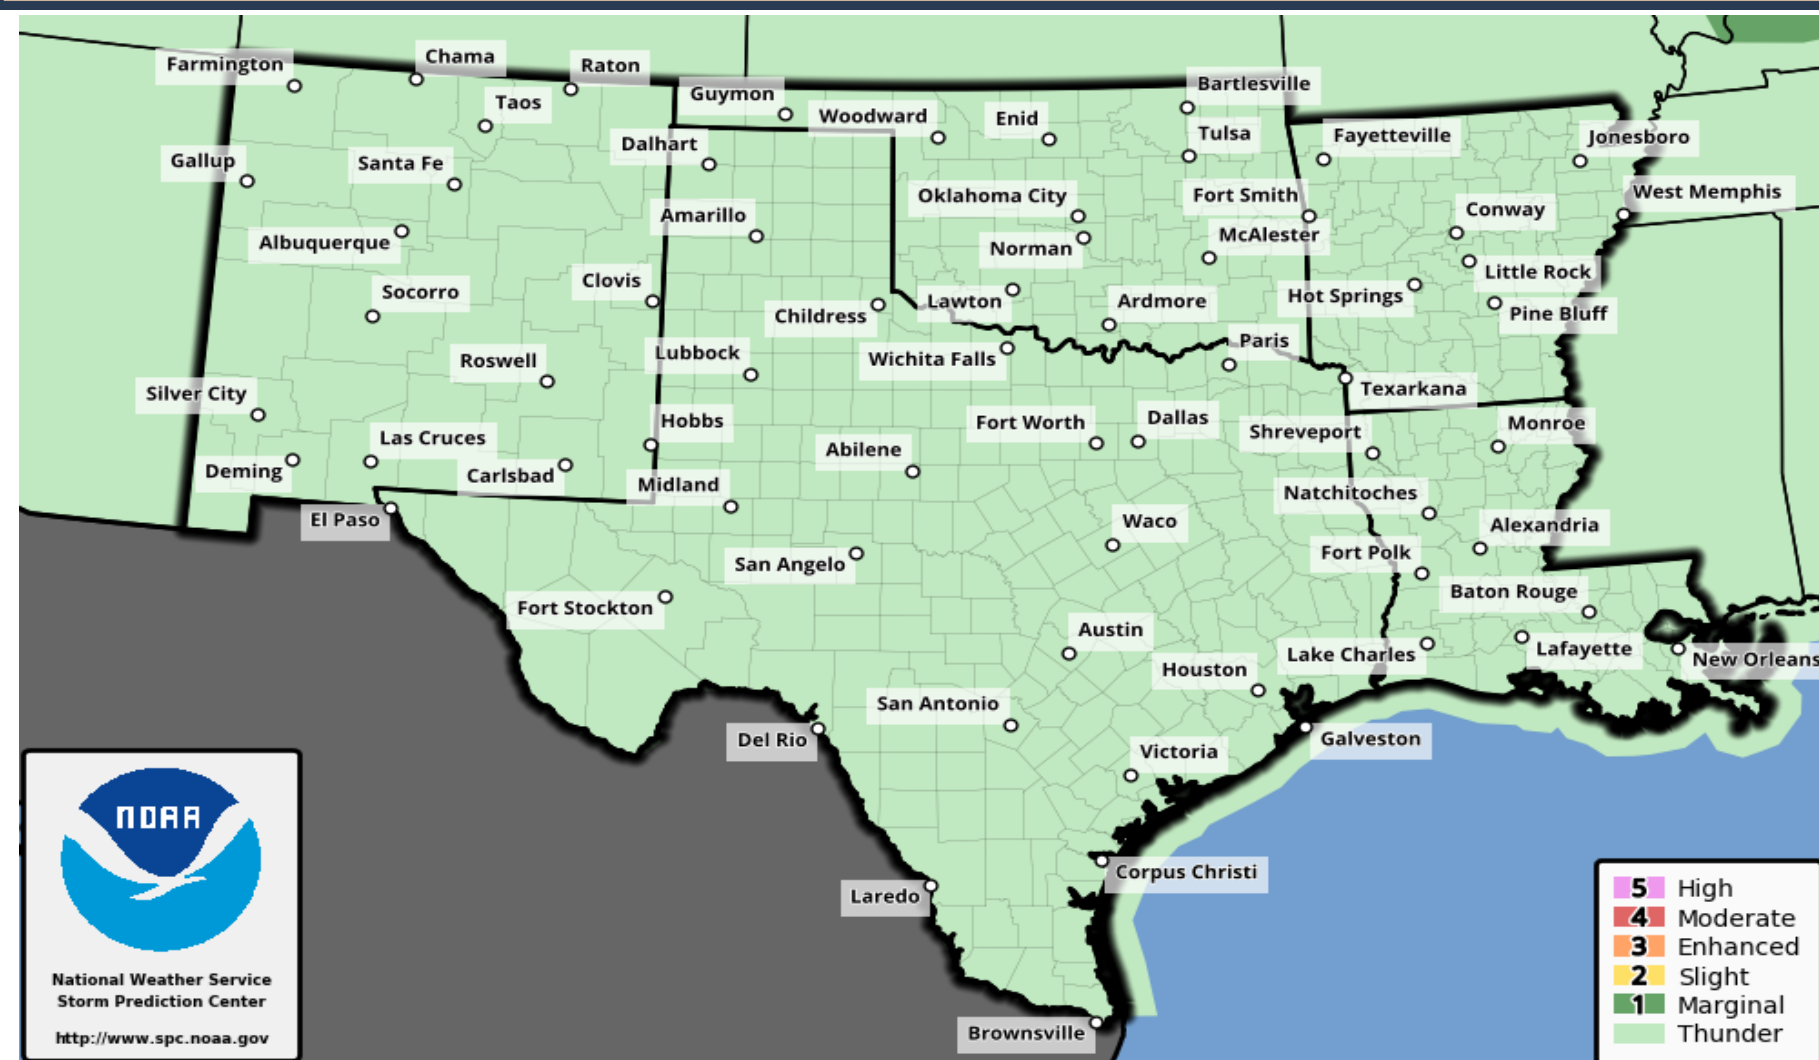 Farmington
Chama
Raton
Taos
Guymon
Woodward
Enid
Bartlesville
Tulsa
Fayetteville
Jonesboro
Gallup
Santa Fe
Dalhart
Oklahoma City
Fort Smith
Conway
West Memphis
Albuquerque
Amarillo
Norman
McAlester
Socorro
Clovis
Childress
Lawton
Ardmore
Hot Springs
Little Rock
Pine Bluff
Roswell
Lubbock
Wichita Falls
Paris
Texarkana
Silver City
Las Cruces
Hobbs
Fort Worth
Dallas
Shreveport
Monroe
Deming
Carlsbad
Midland
Abilene
Natchitoches
El Paso
San Angelo
Waco
Alexandria
Fort Polk
Fort Stockton
Baton Rouge
Austin
Houston
Lake Charles
Lafayette
New Orleans
Del Rio
San Antonio
Victoria
Galveston
Laredo
Corpus Christi
Brownsville
NOAA
National Weather Service
Storm Prediction Center
http://www.spc.noaa.gov
5 High
4 Moderate
3 Enhanced
2 Slight
1 Marginal
Thunder